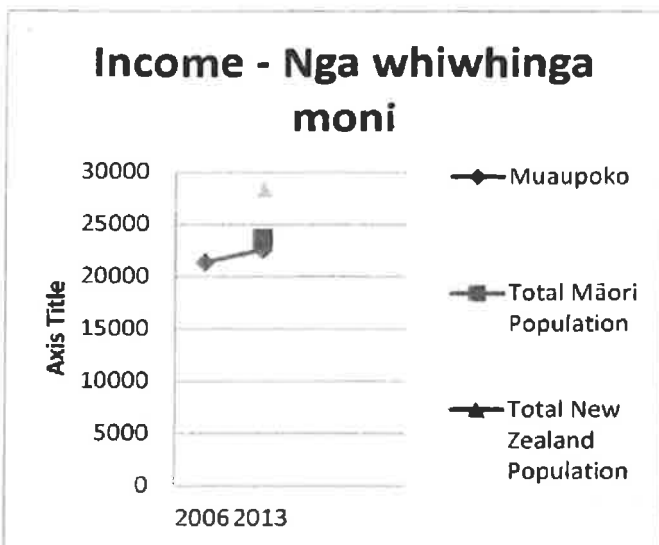 Income - Nga whiwhinga
moni
30000
25000
20000
15000
10000
5000
0
Axis Title
2006 2013
Muaupoko
Total Māori
Population
Total New
Zealand
Population